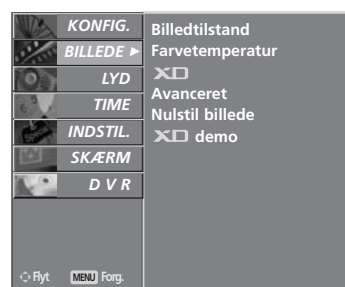 KONFIG.
BILLEDE ►
LYD
TIME
INDSTIL.
SKÆRM
D V R
Flyt MENU Forg.
Billedtilstand
Farvetemperatur
XD
Avanceret
Nulstil billede
XD demo